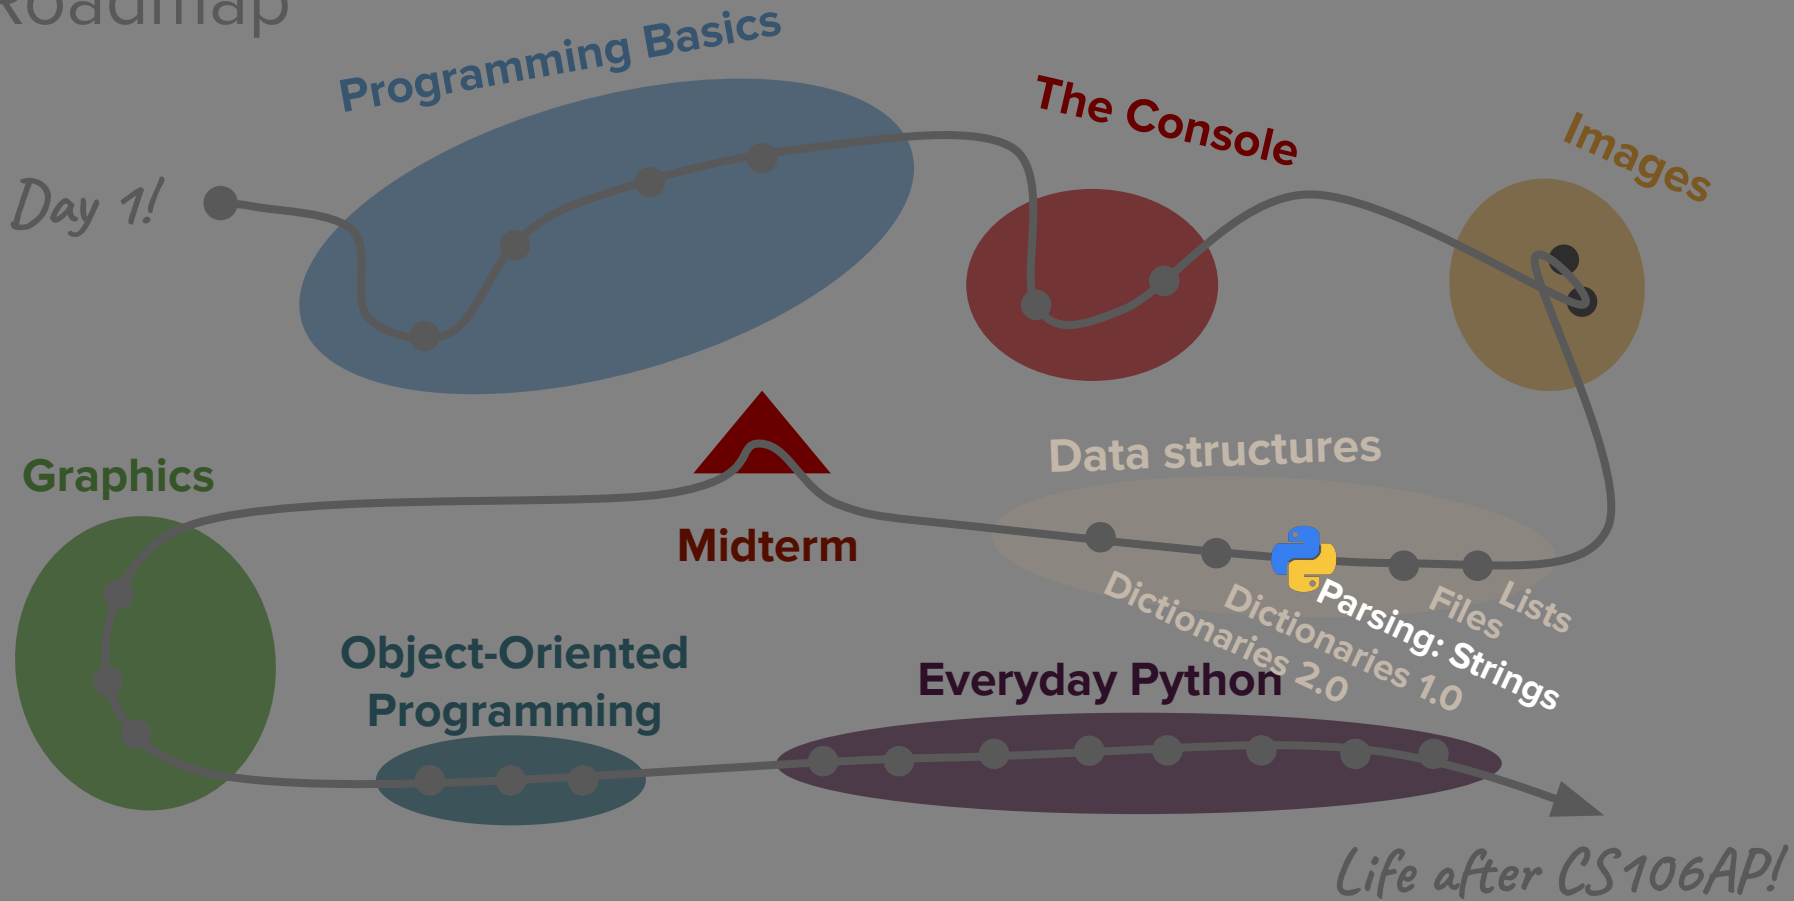 Roadmap
Programming Basics
The Console
Images
Day 1!
Data structures
Graphics
Midterm
Lists
Files
Parsing: Strings
Dictionaries 1.0
Dictionaries 2.0
Object-Oriented
Programming
Everyday Python
Life after CS106AP!